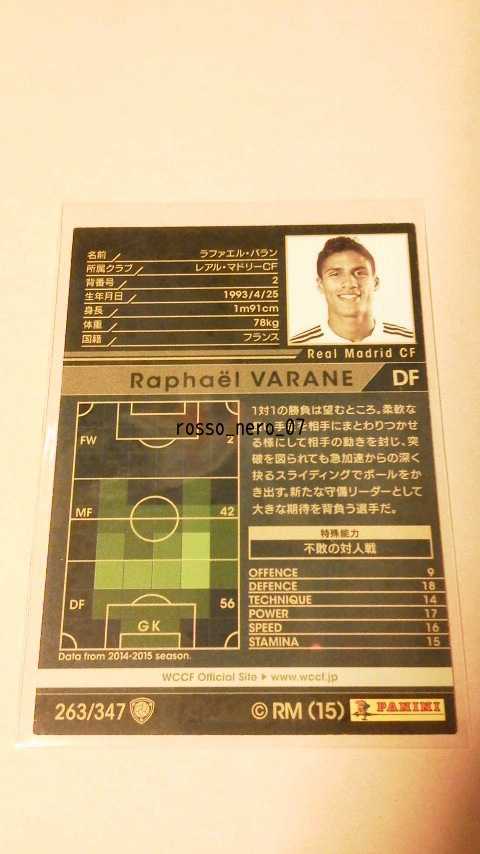 名前 ラファエル・バラン
所属クラブ レアル・マドリーCF
背番号 2
生年月日 1993/4/25
身長 1m91cm
体重 78kg
国籍 フランス
Real Madrid CF
Raphaël VARANE DF
FW 2
MF 42
DF 56
GK
Data from 2014-2015 season.
1対1の勝負は望むところ。柔軟な
手 相手にまとわりつかせ
る様にして相手の動きを封じ、突
破を図られても急加速からの深く
抉るスライディングでボールをか
き出す。新たな守備リーダーとして
大きな期待を背負う選手だ。
rosso_nero_07
特殊能力
不敗の対人戦
OFFENCE 9
DEFENCE 18
TECHNIQUE 14
POWER 17
SPEED 16
STAMINA 15
WCCF Official Site www.wccf.jp
263/347 © RM (15) PANINI